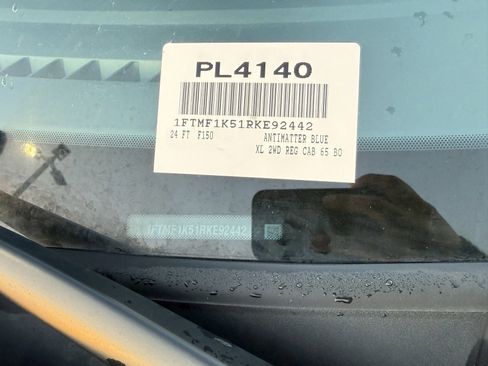 PL4140
1FTMF1K51RKE92442
24 FT F150 ANTIMATTER BLUE
XL 2WD REG CAB 65 BO
1FTMF1K51RKE92442